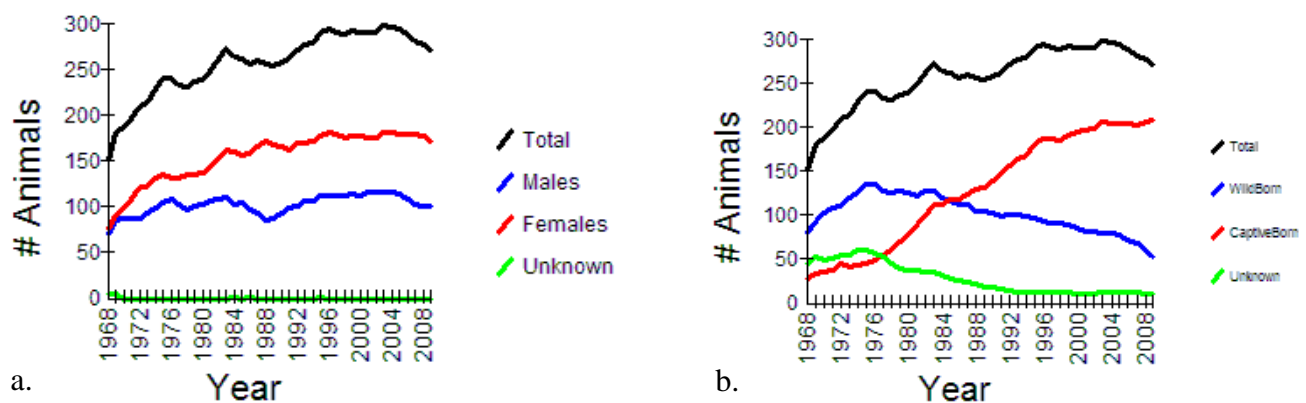 300
250
200
150
100
50
0
# Animals
1968
1972
1976
1980
1984
1988
1992
1996
2000
2004
2008
Year
Total
Males
Females
Unknown
a.
300
250
200
150
100
50
0
# Animals
1968
1972
1976
1980
1984
1988
1992
1996
2000
2004
2008
Year
Total
WildBorn
CaptiveBorn
Unknown
b.